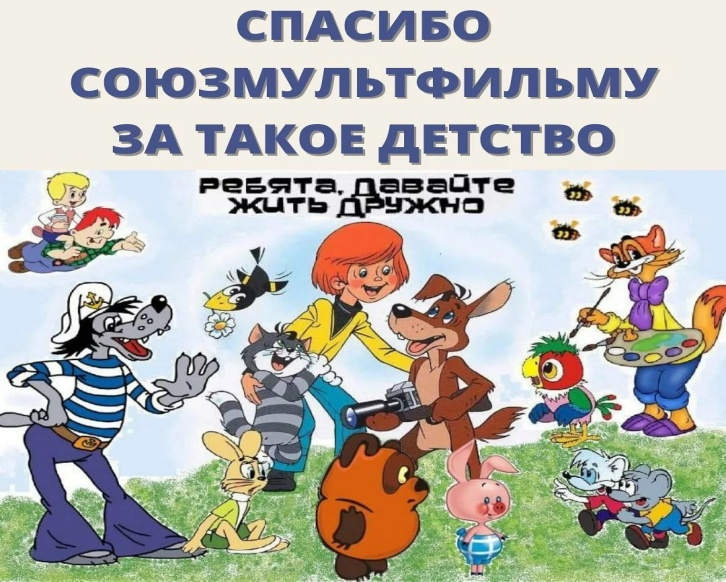 СПАСИБО
СОЮЗМУЛЬТФИЛЬМУ
ЗА ТАКОЕ ДЕТСТВО
Ребята, давайте
жить дружно